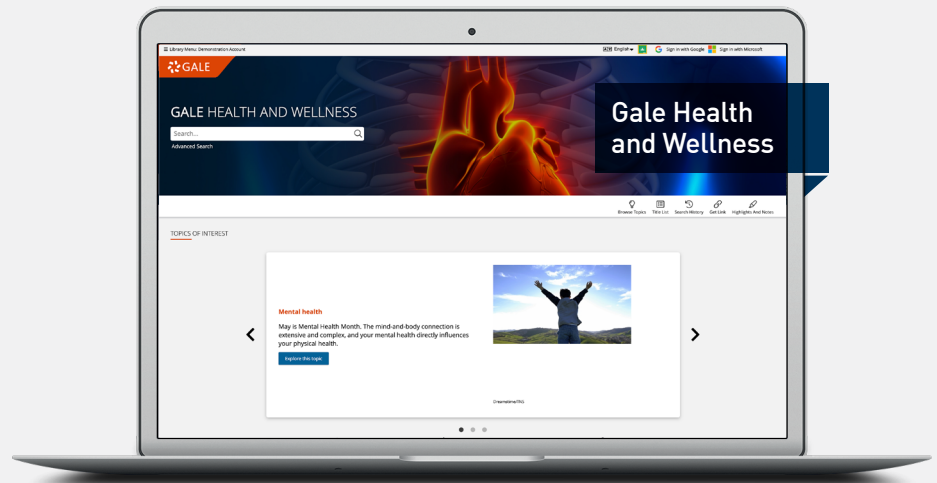 Library Menu: Demonstration Account
English
Sign in with Google
Sign in with Microsoft
GALE
GALE HEALTH AND WELLNESS
Search...
Advanced Search
Gale Health
and Wellness
Browse Topics
Title List
Search History
Get Link
Highlights And Notes
TOPICS OF INTEREST
Mental health
May is Mental Health Month. The mind-and-body connection is
extensive and complex, and your mental health directly influences
your physical health.
Explore this topic